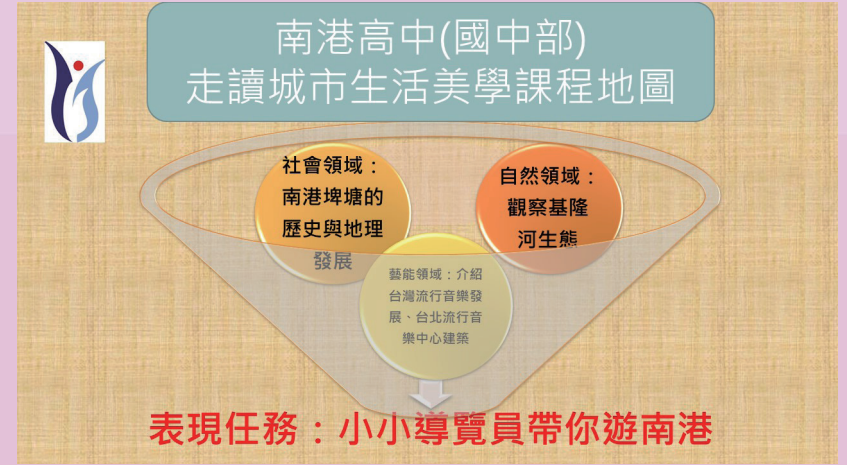 南港高中(國中部)
走讀城市生活美學課程地圖
社會領域：
南港埤塘的
歷史與地理
發展
自然領域：
觀察基隆
河生態
藝能領域：介紹
台灣流行音樂發
展、台北流行音
樂中心建築
表現任務：小小導覽員帶你遊南港